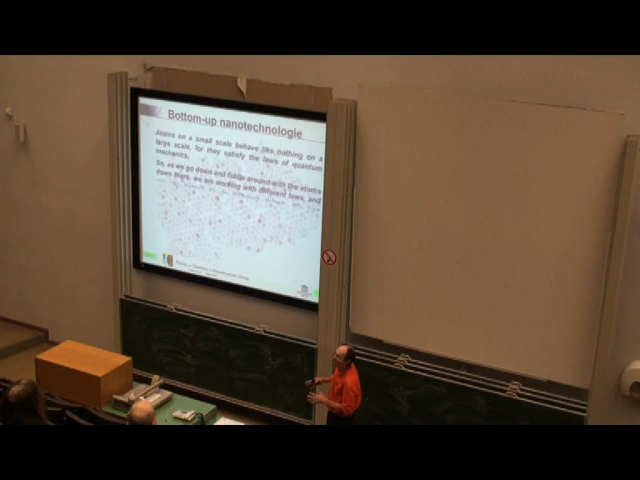 Bottom-up nanotechnologie
Atoms on a small scale behave like nothing on a
large scale, for they satisfy the laws of quantum
mechanics.
So, as we go down and fiddle around with the atoms
down there, we are working with different laws, and